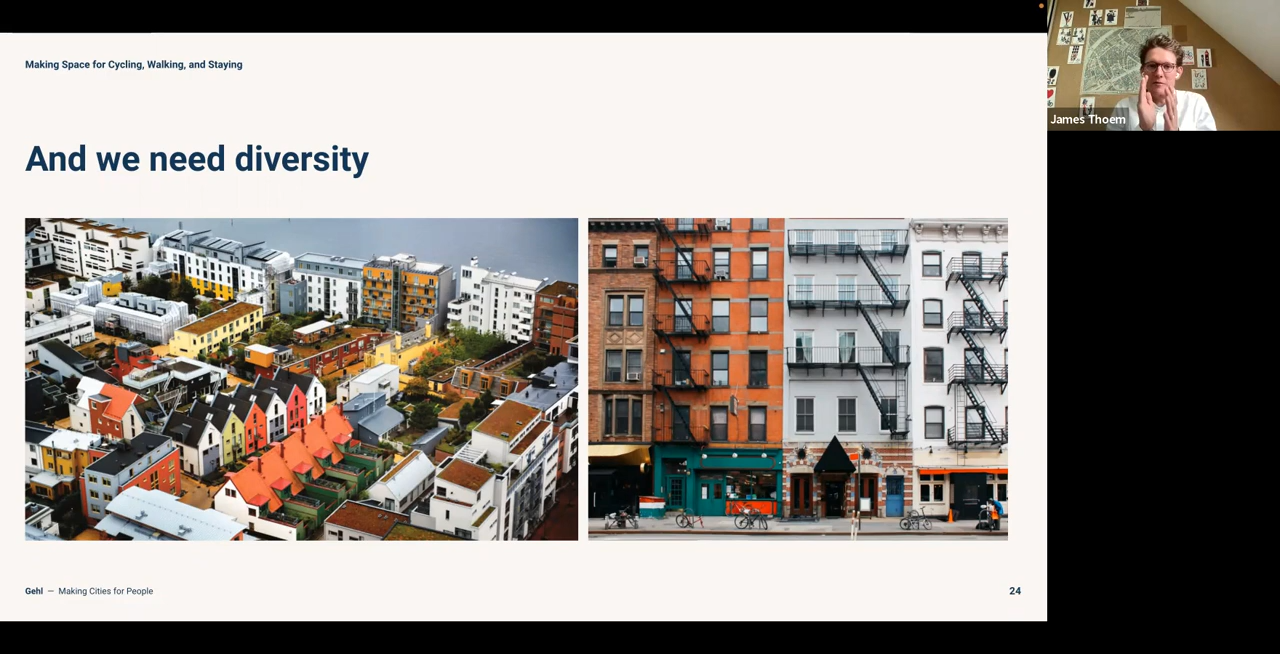 Making Space for Cycling, Walking, and Staying
James Thoem
And we need diversity
Gehl — Making Cities for People
24